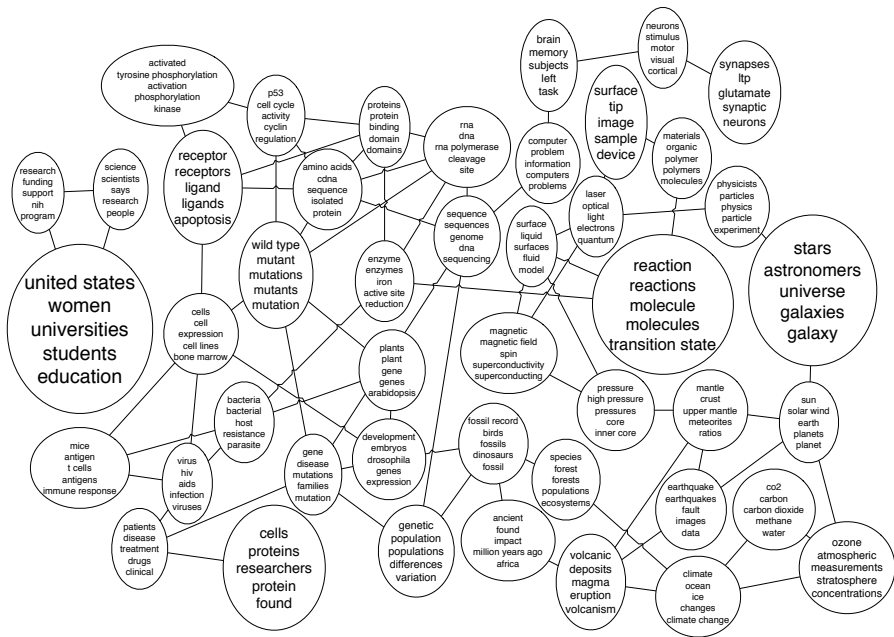 brain
memory
subjects
left
task
neurons
stimulus
motor
visual
cortical
synapses
ltp
glutamate
synaptic
neurons
activated
tyrosine phosphorylation
activation
phosphorylation
kinase
p53
cell cycle
activity
cyclin
regulation
proteins
protein
binding
domain
domains
rna
dna
rna polymerase
cleavage
site
computer
problem
information
computers
problems
surface
tip
image
sample
device
materials
organic
polymer
polymers
molecules
research
funding
support
nih
program
science
scientists
says
research
people
receptor
receptors
ligand
ligands
apoptosis
amino acids
cdna
sequence
isolated
protein
sequence
sequences
genome
dna
sequencing
surface
liquid
surfaces
fluid
model
laser
optical
light
electrons
quantum
physicists
particles
physics
particle
experiment
united states
women
universities
students
education
wild type
mutant
mutations
mutants
mutation
enzyme
enzymes
iron
active site
reduction
reaction
reactions
molecule
molecules
transition state
stars
astronomers
universe
galaxies
galaxy
cells
cell
expression
cell lines
bone marrow
plants
plant
gene
genes
arabidopsis
magnetic
magnetic field
spin
superconductivity
superconducting
pressure
high pressure
pressures
core
inner core
mantle
crust
upper mantle
meteorites
ratios
sun
solar wind
earth
planets
planet
bacteria
bacterial
host
resistance
parasite
mice
antigen
t cells
antigens
immune response
virus
hiv
aids
infection
viruses
gene
disease
mutations
families
mutation
development
embryos
drosophila
genes
expression
fossil record
birds
fossils
dinosaurs
fossil
species
forest
forests
populations
ecosystems
earthquake
earthquakes
fault
images
data
co2
carbon
carbon dioxide
methane
water
patients
disease
treatment
drugs
clinical
cells
proteins
researchers
protein
found
genetic
population
populations
differences
variation
ancient
found
impact
million years ago
africa
volcanic
deposits
magma
eruption
volcanism
climate
ocean
ice
changes
climate change
ozone
atmospheric
measurements
stratosphere
concentrations